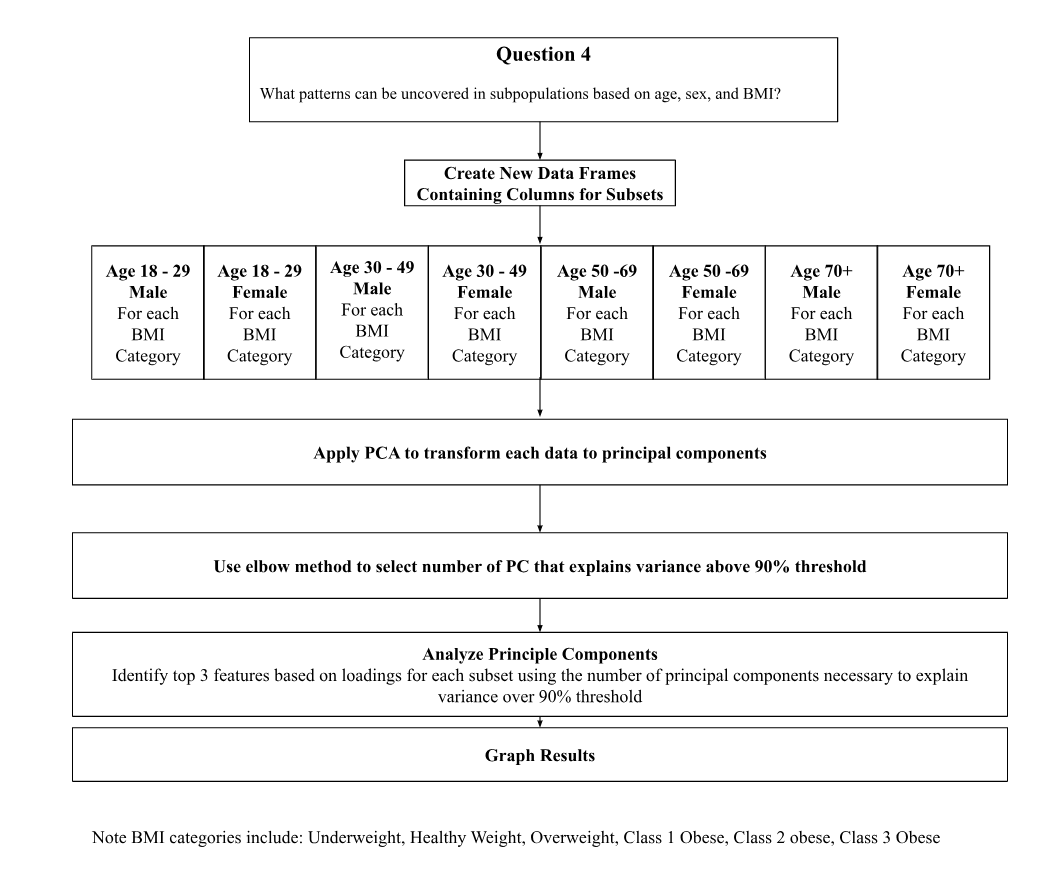 Question 4
What patterns can be uncovered in subpopulations based on age, sex, and BMI?
Create New Data Frames
Containing Columns for Subsets
Age 18 - 29
Male
For each
BMI
Category
Age 18 - 29
Female
For each
BMI
Category
Age 30 - 49
Male
For each
BMI
Category
Age 30 - 49
Female
For each
BMI
Category
Age 50 -69
Male
For each
BMI
Category
Age 50 -69
Female
For each
BMI
Category
Age 70+
Male
For each
BMI
Category
Age 70+
Female
For each
BMI
Category
Apply PCA to transform each data to principal components
Use elbow method to select number of PC that explains variance above 90% threshold
Analyze Principle Components
Identify top 3 features based on loadings for each subset using the number of principal components necessary to explain
variance over 90% threshold
Graph Results
Note BMI categories include: Underweight, Healthy Weight, Overweight, Class 1 Obese, Class 2 obese, Class 3 Obese